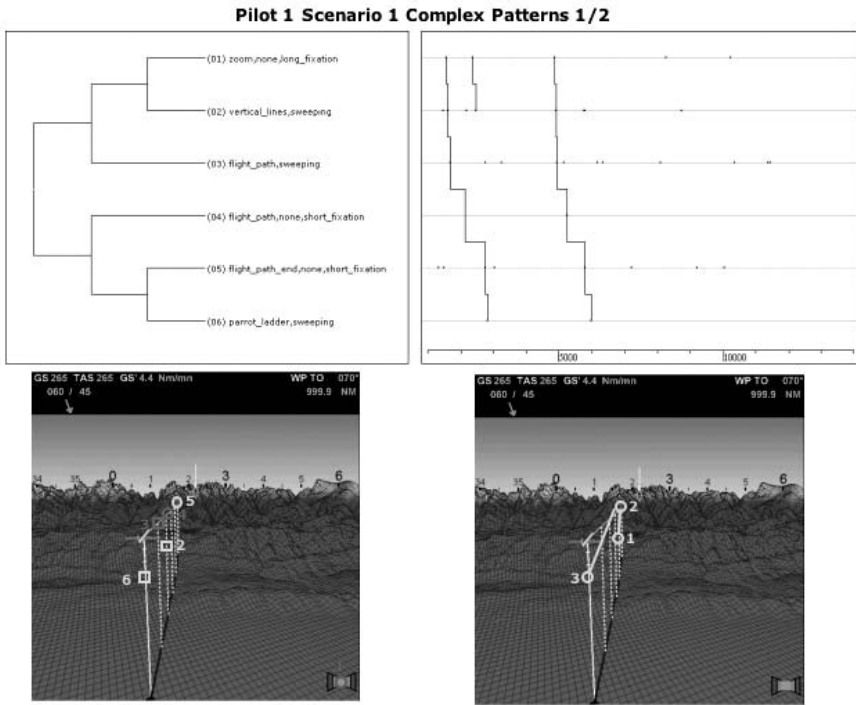 Pilot 1 Scenario 1 Complex Patterns 1/2
(01) zoom,none,long_fixation
(02) vertical_lines,sweeping
(03) flight_path,sweeping
(04) flight_path,none,short_fixation
(05) flight_path_end,none,short_fixation
(06) parrot_ladder,sweeping
5000 10000
GS 265 TAS 265 GS' 4.4 Nm/mn WP TO 070°
060 / 45 999.9 NM
34 35 0 1 2 3 4 5 6
5
2
6
GS 265 TAS 265 GS' 4.4 Nm/mn WP TO 070°
060 / 45 999.9 NM
34 35 0 1 2 3 4 5 6
2
1
3